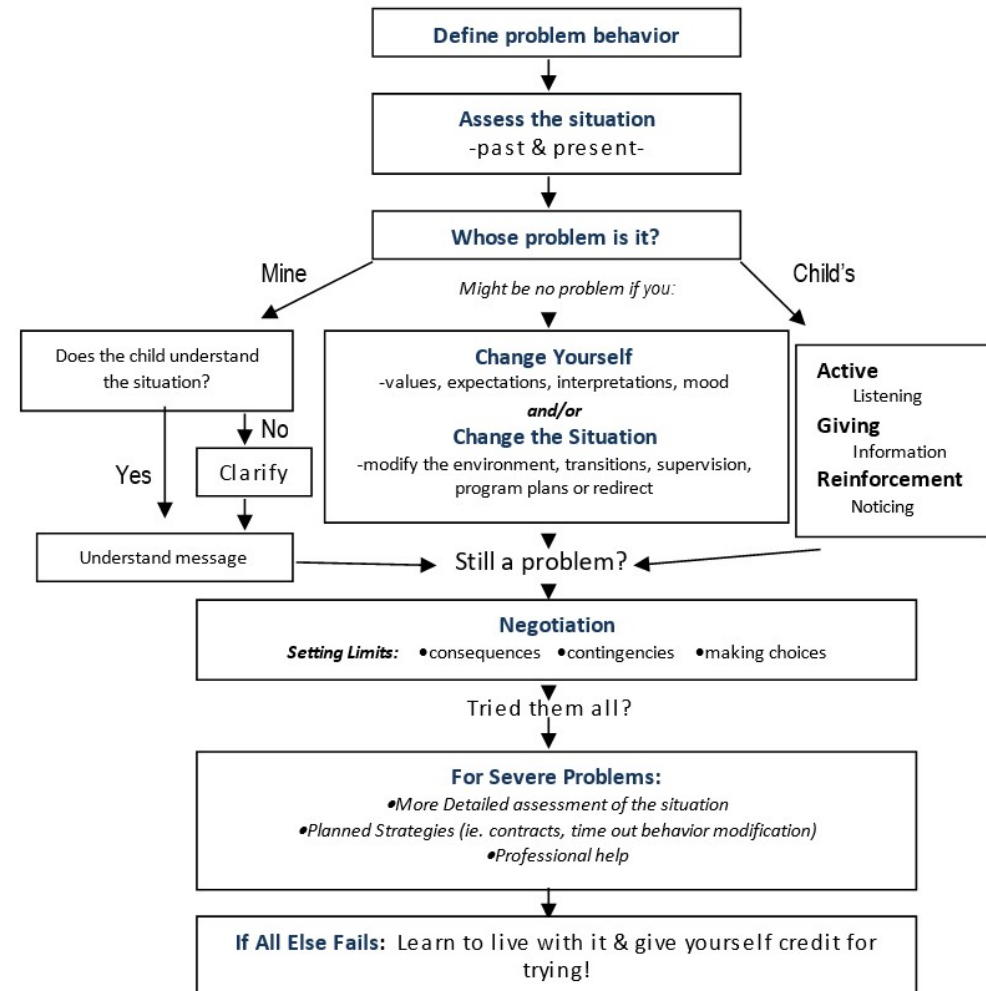 Define problem behavior
Assess the situation
-past & present-
Whose problem is it?
Mine
Might be no problem if you:
Child's
Does the child understand
the situation?
Yes
No
Clarify
Understand message
Change Yourself
-values, expectations, interpretations, mood
and/or
Change the Situation
-modify the environment, transitions, supervision,
program plans or redirect
Active
Listening
Giving
Information
Reinforcement
Noticing
Still a problem?
Negotiation
Setting Limits: •consequences •contingencies •making choices
Tried them all?
For Severe Problems:
•More Detailed assessment of the situation
•Planned Strategies (ie. contracts, time out behavior modification)
•Professional help
If All Else Fails: Learn to live with it & give yourself credit for
trying!